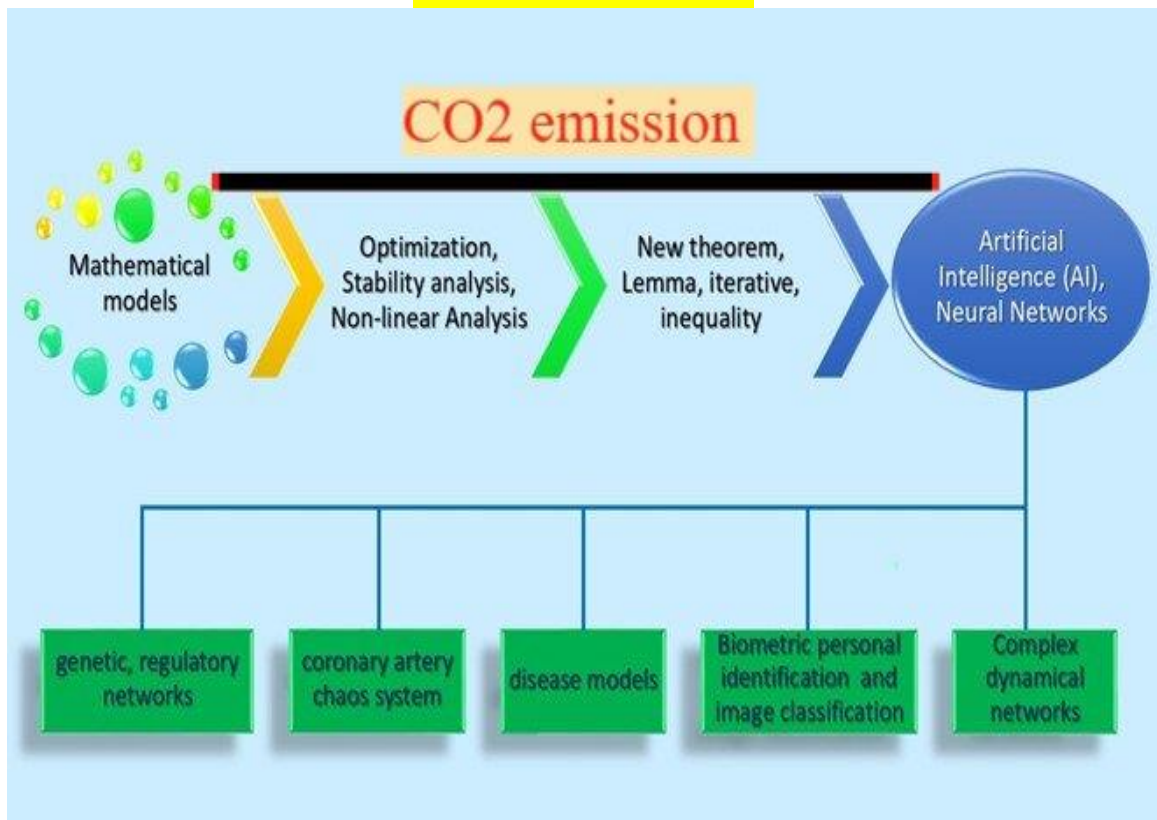 CO2 emission
Mathematical
models
Optimization,
Stability analysis,
Non-linear Analysis
New theorem,
Lemma, iterative,
inequality
Artificial
Intelligence (AI),
Neural Networks
genetic, regulatory
networks
coronary artery
chaos system
disease models
Biometric personal
identification and
image classification
Complex
dynamical
networks